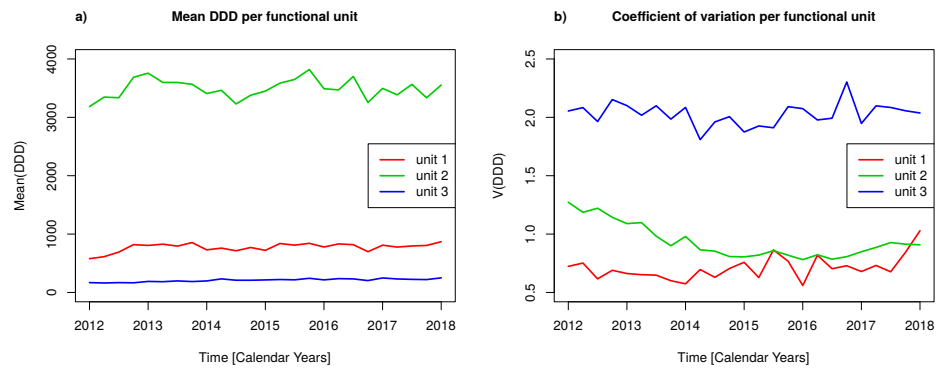 a) Mean DDD per functional unit
Mean(DDD)
4000
3000
2000
1000
0
unit 1
unit 2
unit 3
2012 2013 2014 2015 2016 2017 2018
Time [Calendar Years]
b) Coefficient of variation per functional unit
V(DDD)
2.5
2.0
1.5
1.0
0.5
unit 1
unit 2
unit 3
2012 2013 2014 2015 2016 2017 2018
Time [Calendar Years]